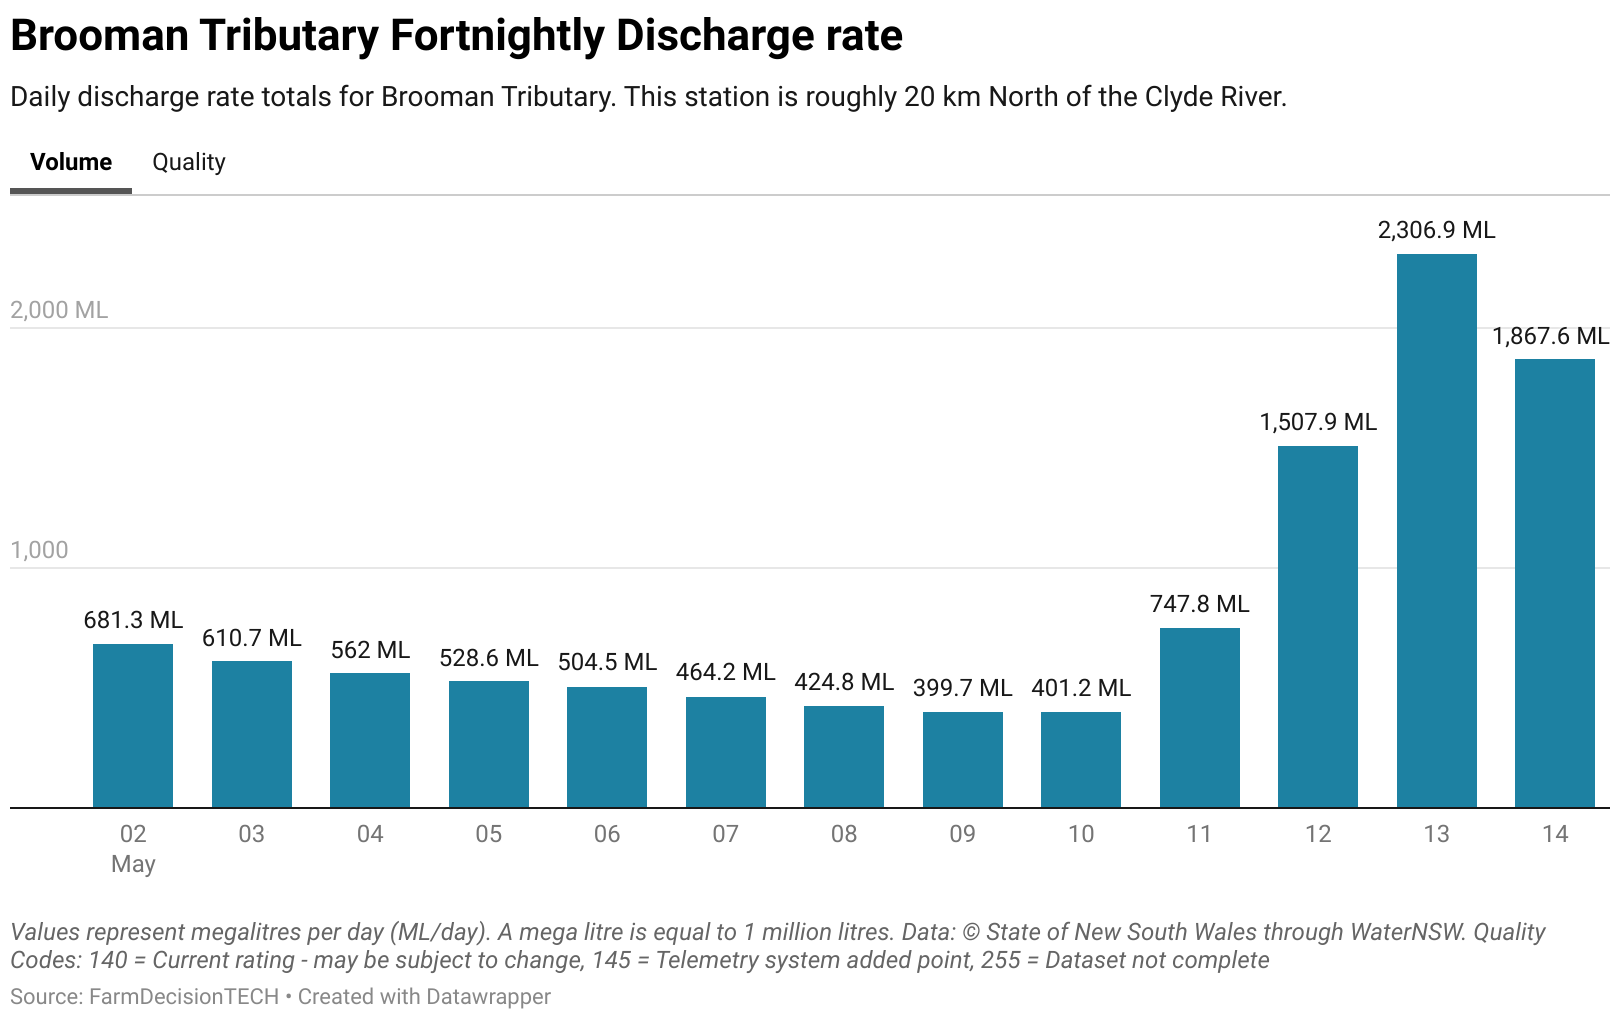 Brooman Tributary Fortnightly Discharge rate
Daily discharge rate totals for Brooman Tributary. This station is roughly 20 km North of the Clyde River.
Volume Quality
2,306.9 ML
2,000 ML
1,867.6 ML
1,507.9 ML
1,000
747.8 ML
681.3 ML 610.7 ML 562 ML 528.6 ML 504.5 ML 464.2 ML 424.8 ML 399.7 ML 401.2 ML
02 03 04 05 06 07 08 09 10 11 12 13 14
May
Values represent megalitres per day (ML/day). A mega litre is equal to 1 million litres. Data: © State of New South Wales through WaterNSW. Quality
Codes: 140 = Current rating - may be subject to change, 145 = Telemetry system added point, 255 = Dataset not complete
Source: FarmDecisionTECH • Created with Datawrapper